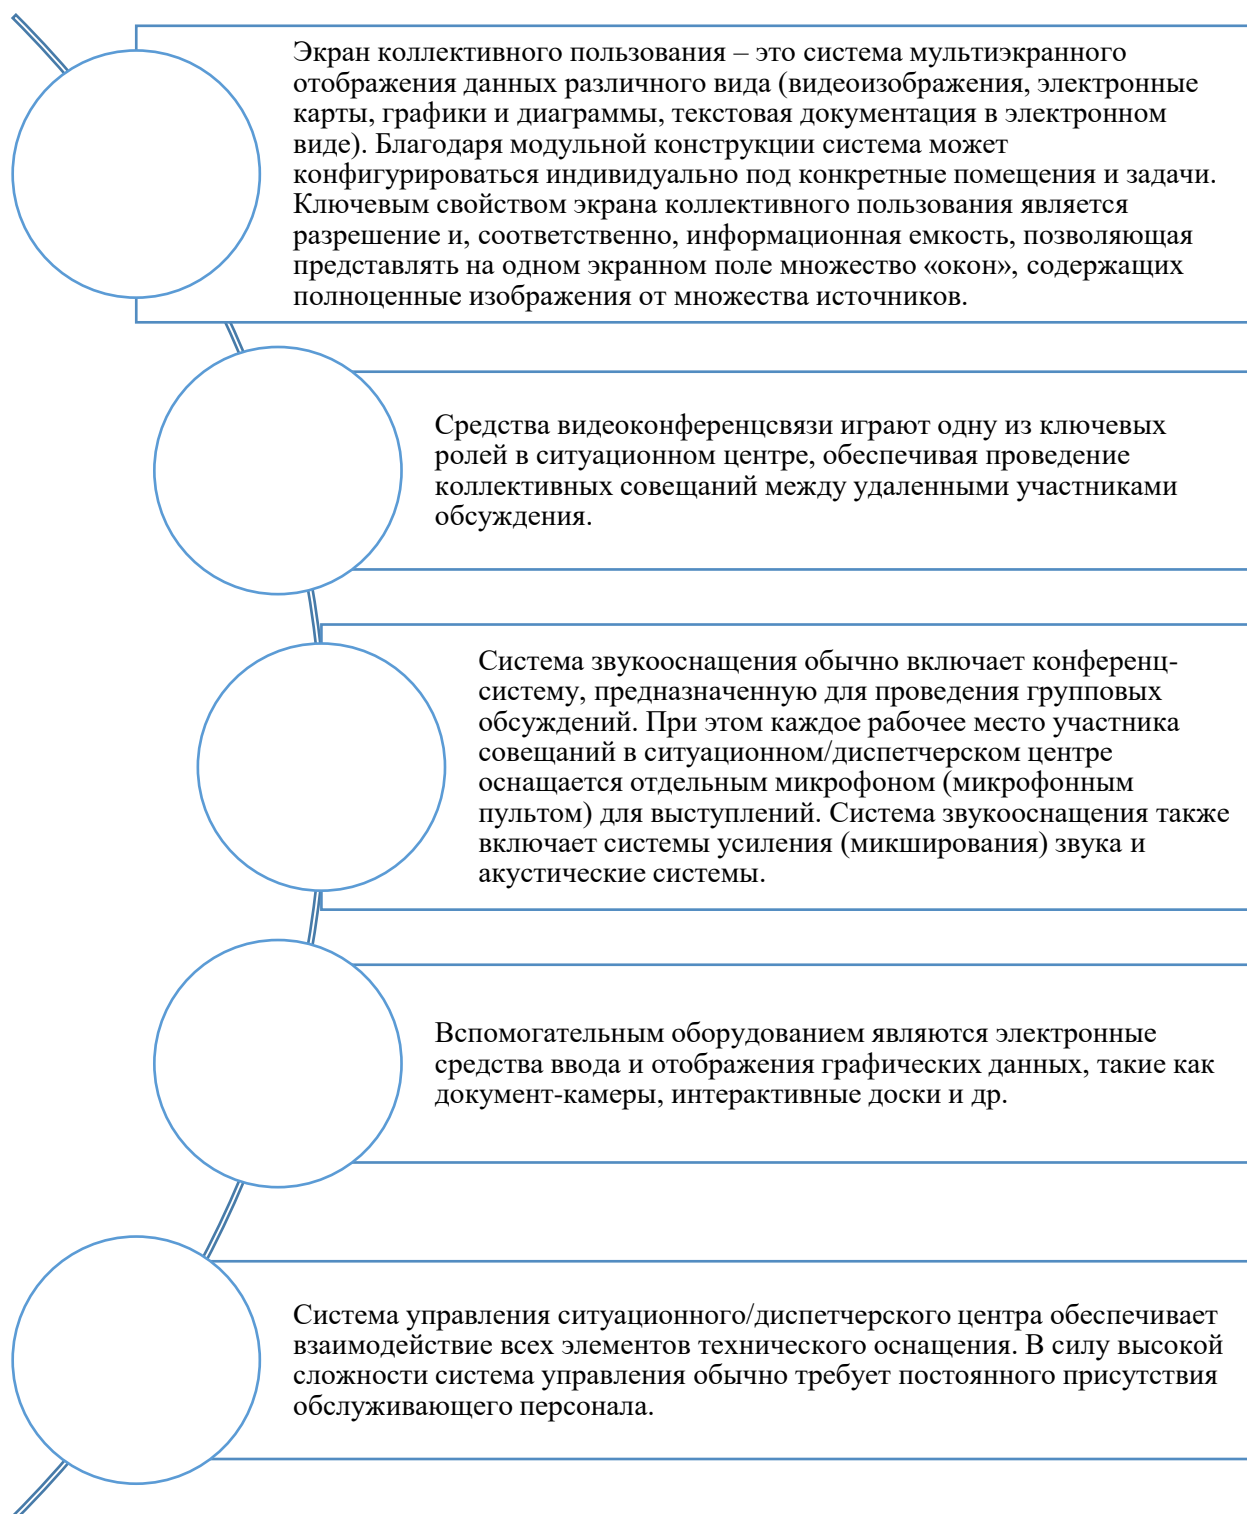 Экран коллективного пользования – это система мультиэкранного
отображения данных различного вида (видеоизображения, электронные
карты, графики и диаграммы, текстовая документация в электронном
виде). Благодаря модульной конструкции система может
конфигурироваться индивидуально под конкретные помещения и задачи.
Ключевым свойством экрана коллективного пользования является
разрешение и, соответственно, информационная емкость, позволяющая
представлять на одном экранном поле множество «окон», содержащих
полноценные изображения от множества источников.
Средства видеоконференцсвязи играют одну из ключевых
ролей в ситуационном центре, обеспечивая проведение
коллективных совещаний между удаленными участниками
обсуждения.
Система звукооснащения обычно включает конференц-
систему, предназначенную для проведения групповых
обсуждений. При этом каждое рабочее место участника
совещаний в ситуационном/диспетчерском центре
оснащается отдельным микрофоном (микрофонным
пультом) для выступлений. Система звукооснащения также
включает системы усиления (микширования) звука и
акустические системы.
Вспомогательным оборудованием являются электронные
средства ввода и отображения графических данных, такие как
документ-камеры, интерактивные доски и др.
Система управления ситуационного/диспетчерского центра обеспечивает
взаимодействие всех элементов технического оснащения. В силу высокой
сложности система управления обычно требует постоянного присутствия
обслуживающего персонала.